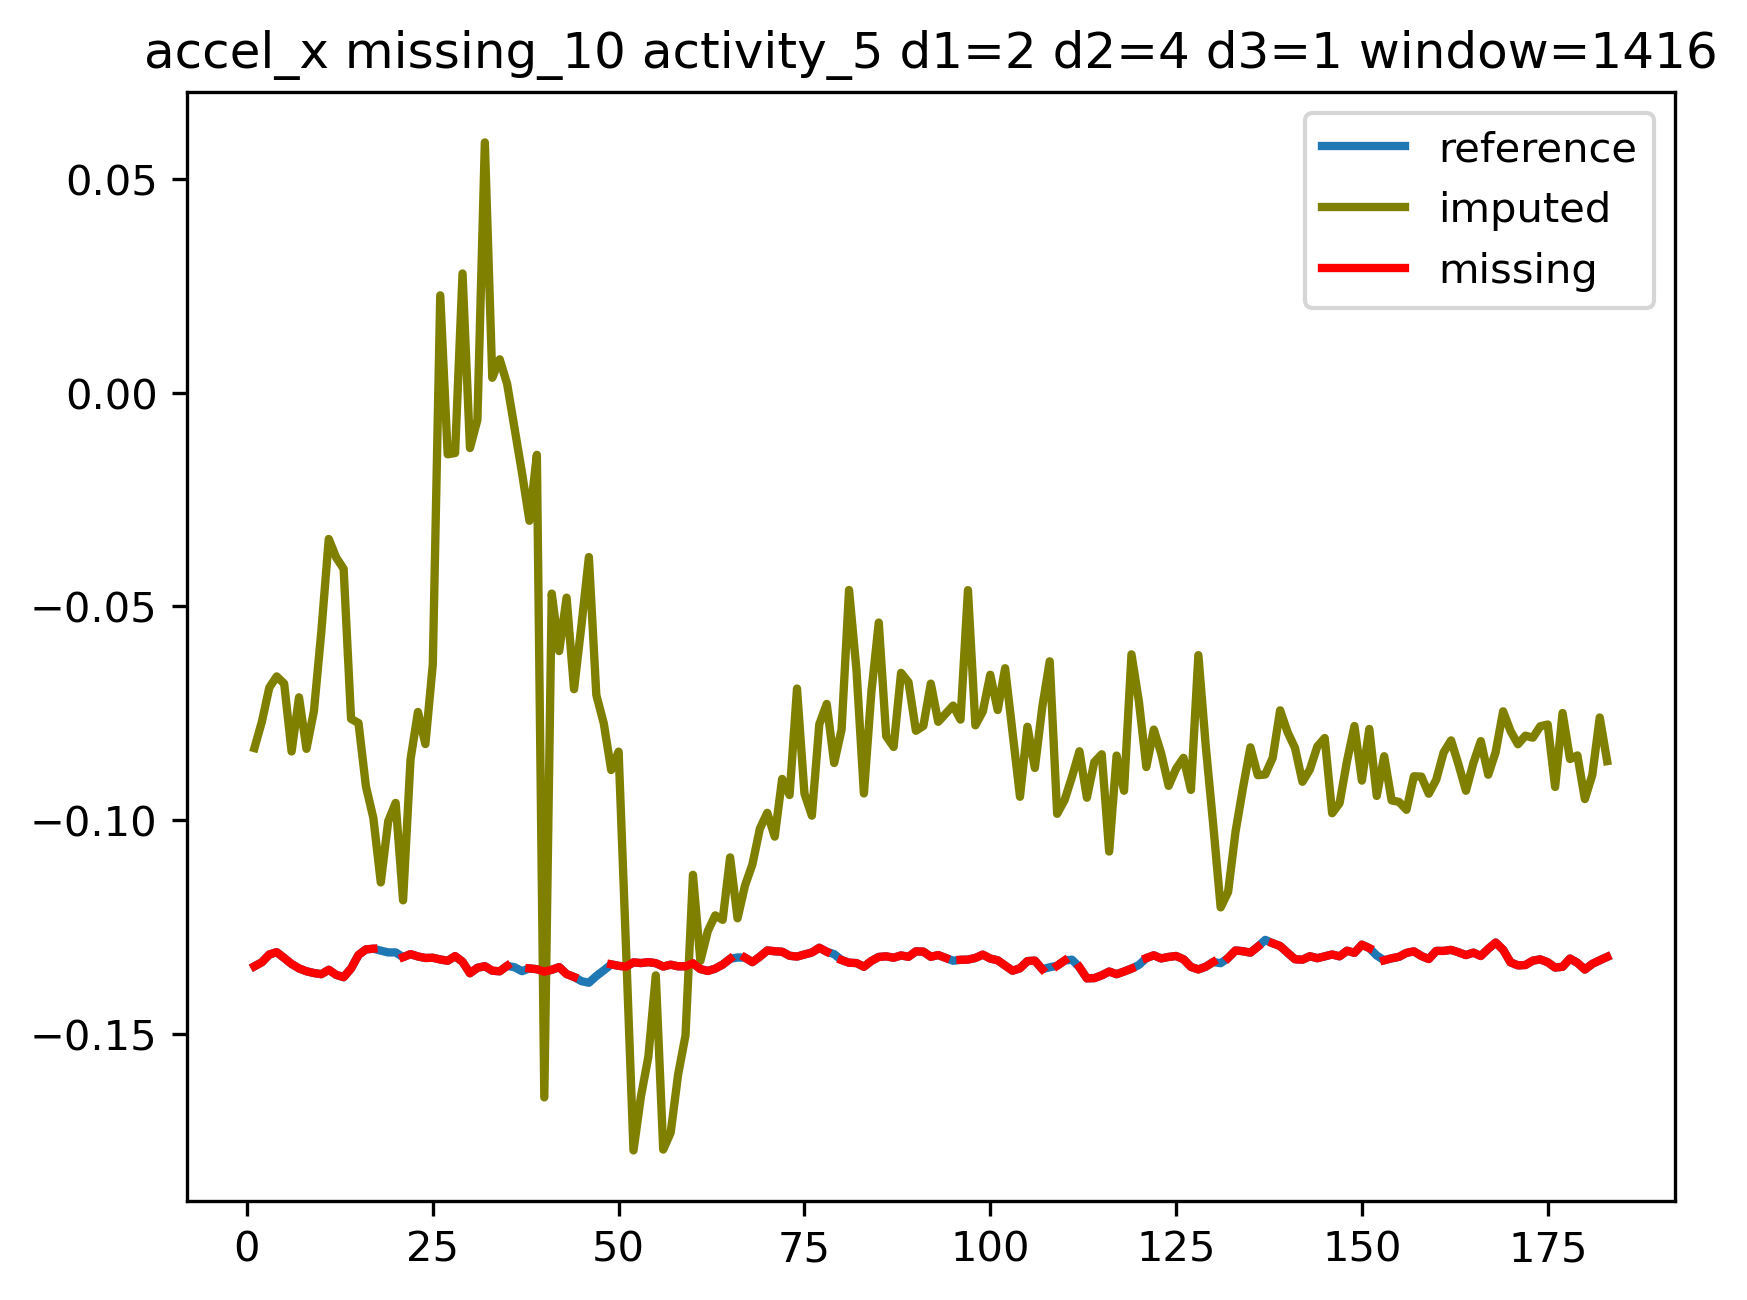 accel_x missing_10 activity_5 d1=2 d2=4 d3=1 window=1416
reference
imputed
missing
0.05
0.00
−0.05
−0.10
−0.15
0 25 50 75 100 125 150 175